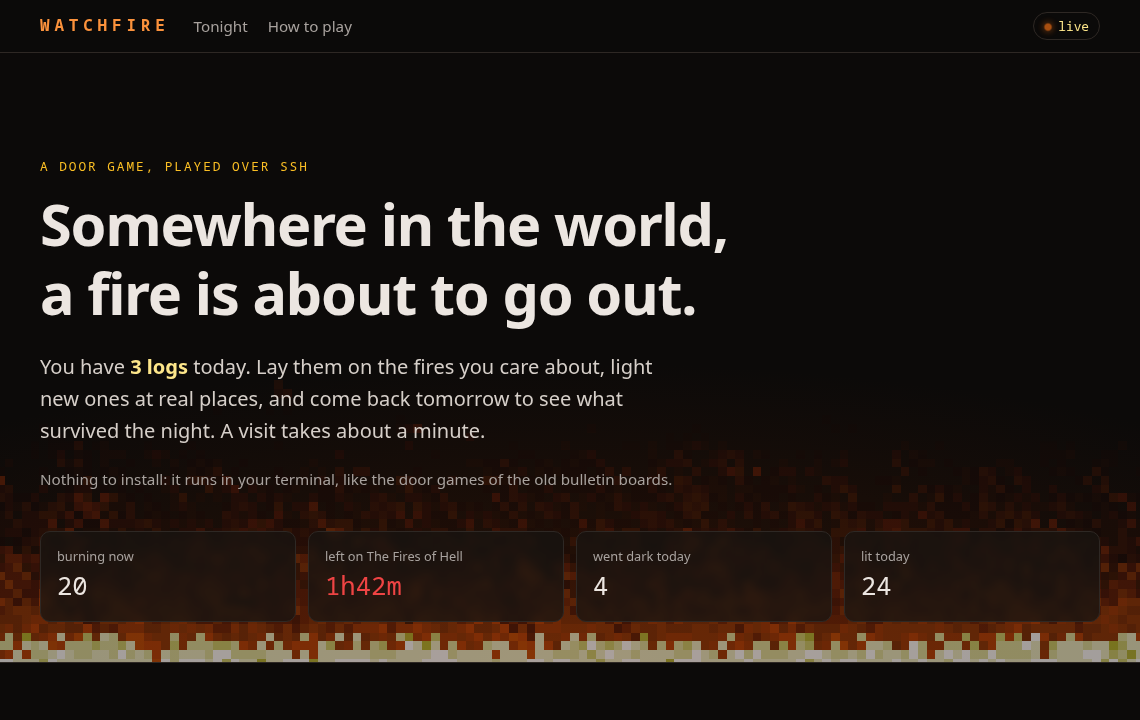 WATCHFIRE Tonight How to play live
A DOOR GAME, PLAYED OVER SSH
Somewhere in the world,
a fire is about to go out.
You have 3 logs today. Lay them on the fires you care about, light
new ones at real places, and come back tomorrow to see what
survived the night. A visit takes about a minute.
Nothing to install: it runs in your terminal, like the door games of the old bulletin boards.
burning now
20
left on The Fires of Hell
1h42m
went dark today
4
lit today
24